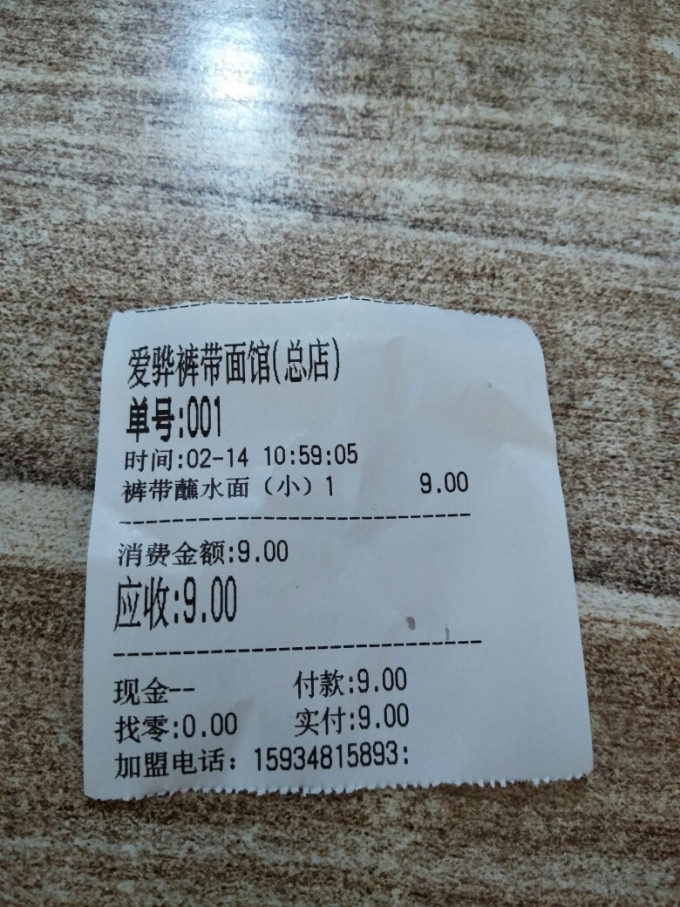 爱骅裤带面馆(总店)
单号:001
时间:02-14 10:59:05
裤带蘸水面（小）1 9.00
消费金额:9.00
应收:9.00
现金-- 付款:9.00
找零:0.00 实付:9.00
加盟电话：15934815893: